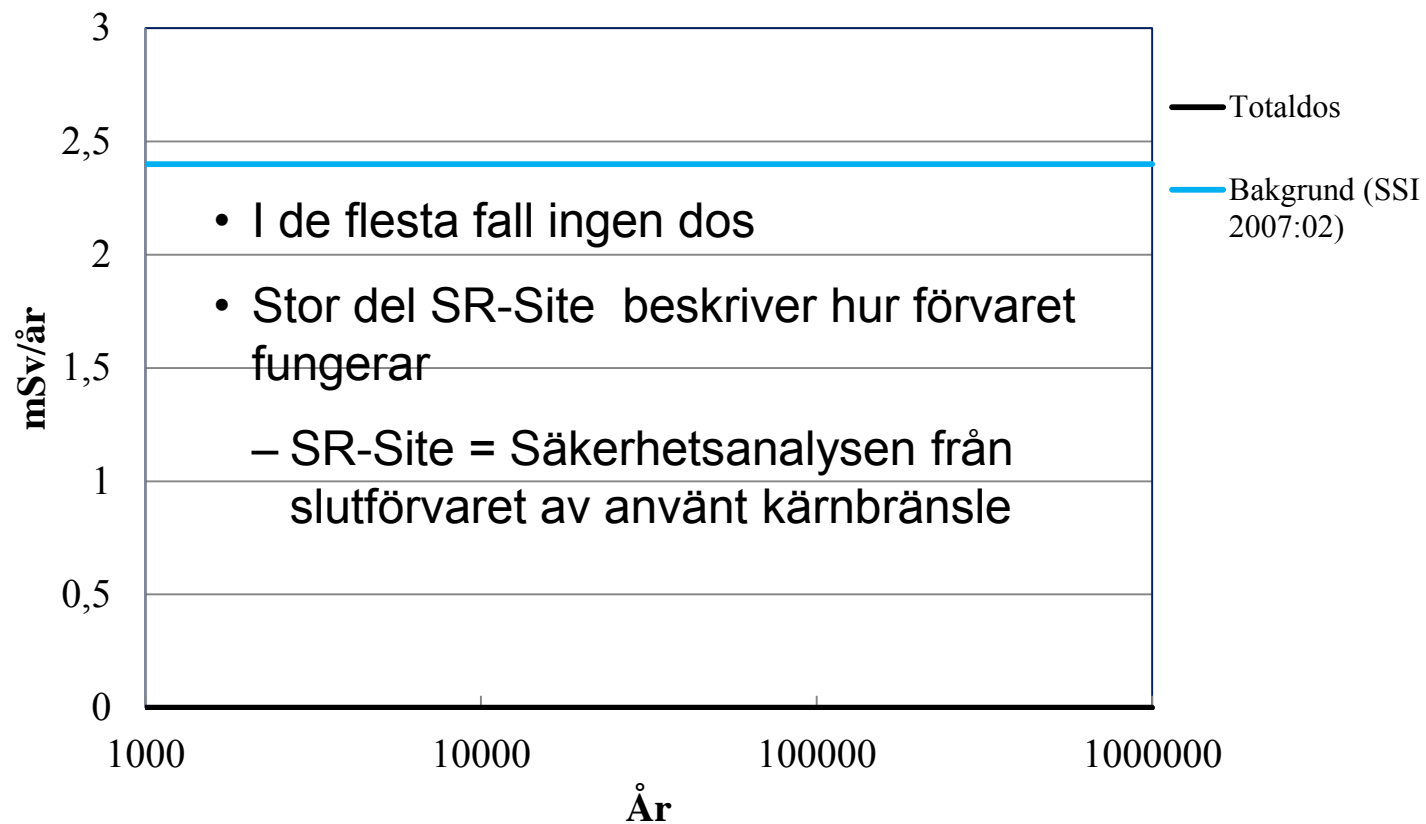 3
2,5
2
1,5
1
0,5
0
mSv/år
• I de flesta fall ingen dos
• Stor del SR-Site beskriver hur förvaret
fungerar
– SR-Site = Säkerhetsanalysen från
slutförvaret av använt kärnbränsle
1000
10000
100000
1000000
År
Totaldos
Bakgrund (SSI
2007:02)